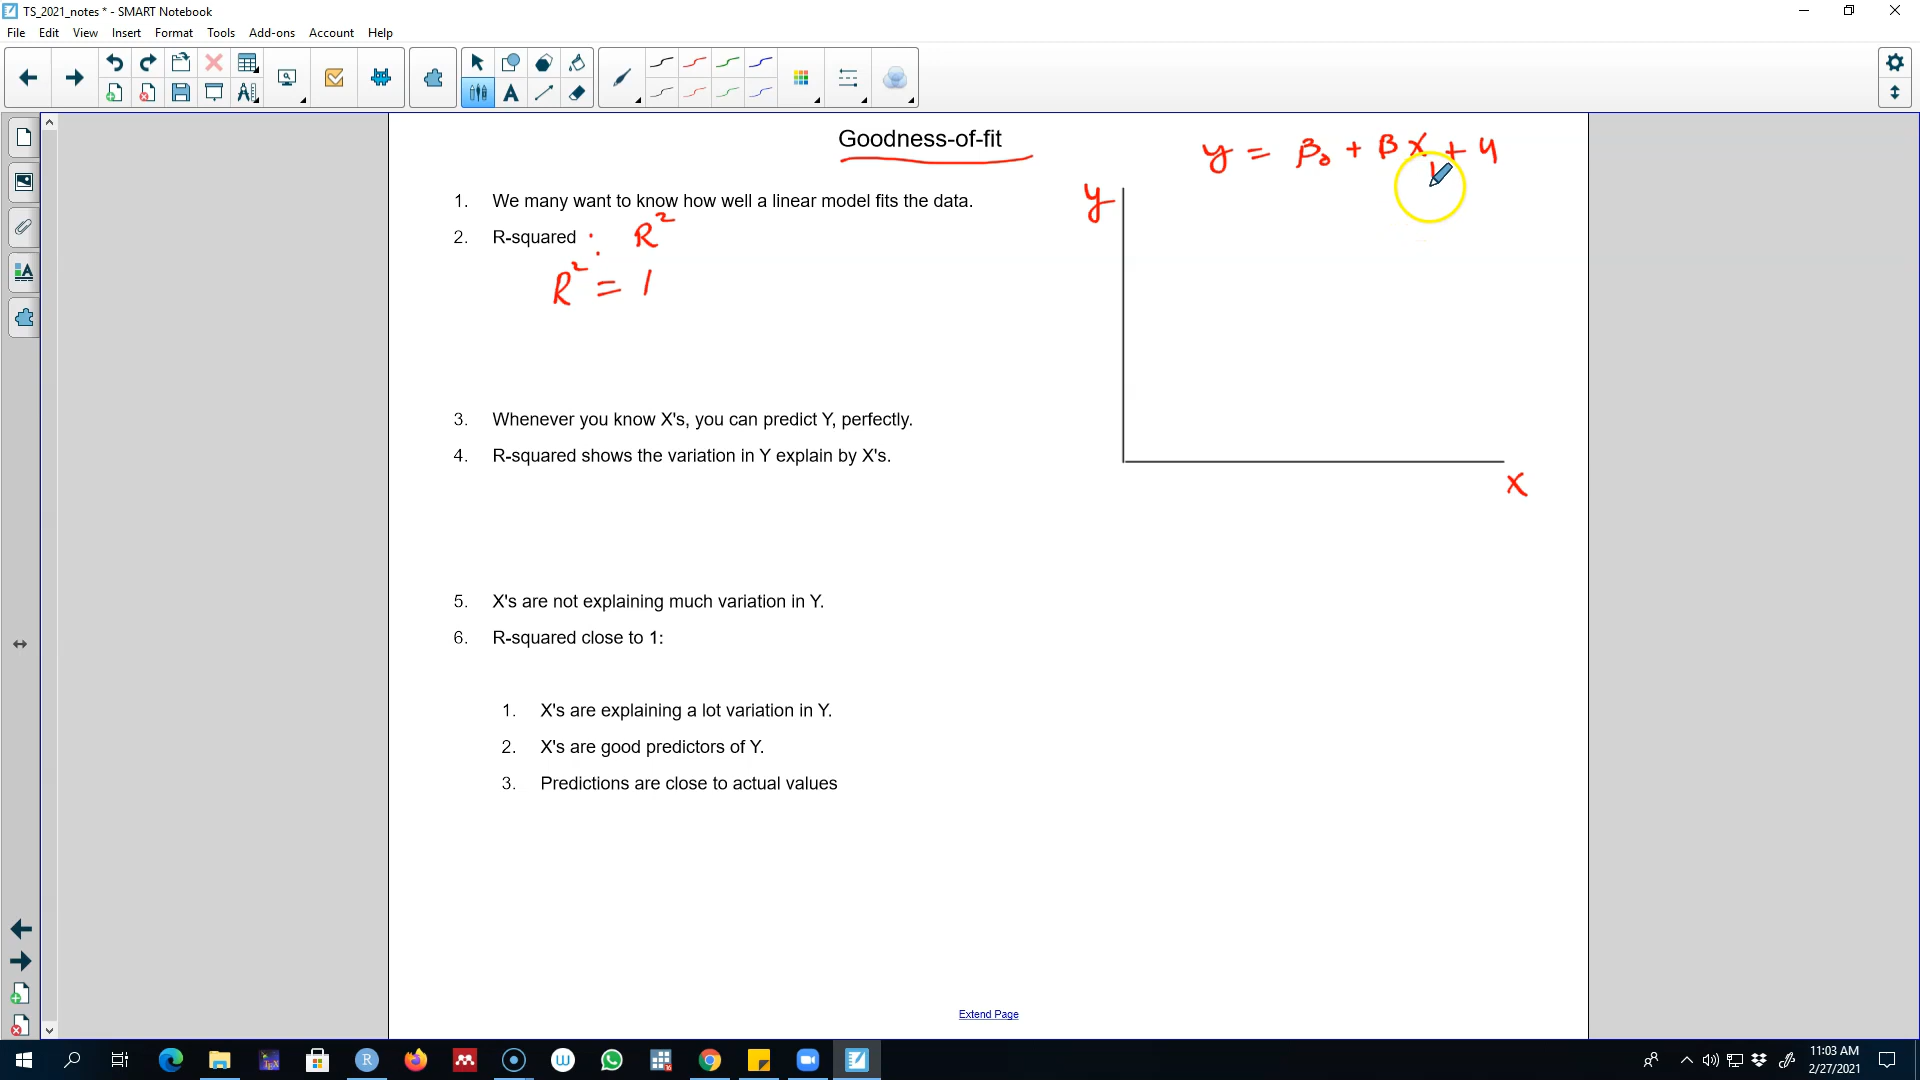 TS_2021_notes * - SMART Notebook
File Edit View Insert Format Tools Add-ons Account Help
Goodness-of-fit
y = β₀ + β X₁ + u
1. We many want to know how well a linear model fits the data.
y
2. R-squared : R²
R² = 1
3. Whenever you know X's, you can predict Y, perfectly.
4. R-squared shows the variation in Y explain by X's.
X
5. X's are not explaining much variation in Y.
6. R-squared close to 1:
1. X's are explaining a lot variation in Y.
2. X's are good predictors of Y.
3. Predictions are close to actual values
Extend Page
11:03 AM
2/27/2021